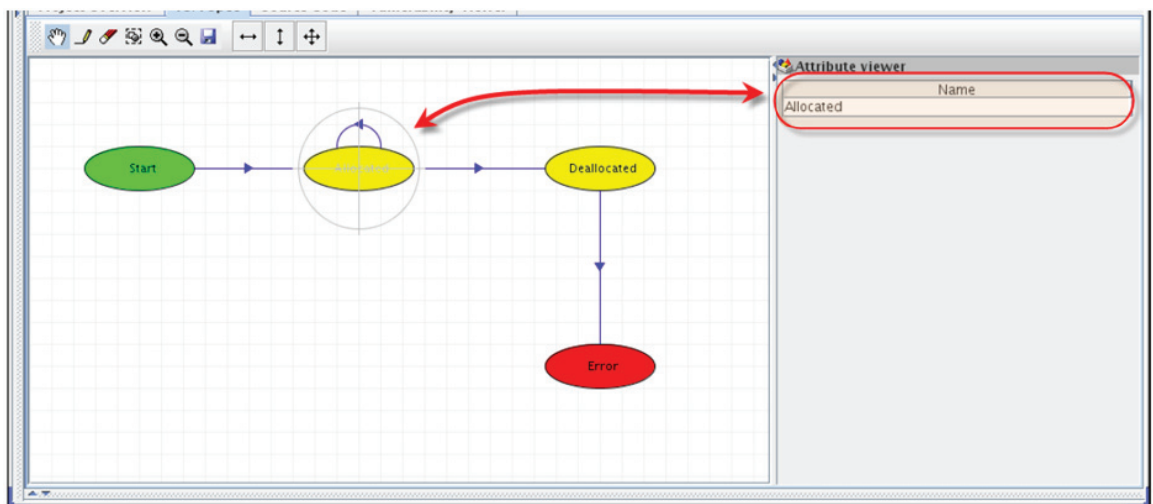 Attribute viewer
Name
Allocated
Start
Deallocated
Error